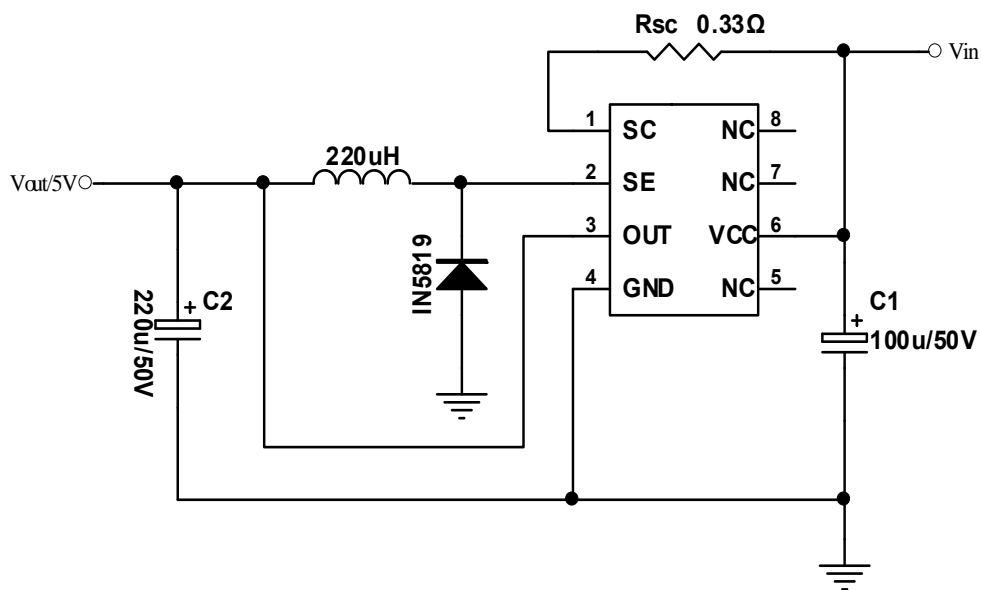 Rsc 0.33Ω
Vin
1 SC NC 8
220uH
Vout/5V
2 SE NC 7
3 OUT VCC 6
IN5819
4 GND NC 5
+ C2
220u/50V
+ C1
100u/50V